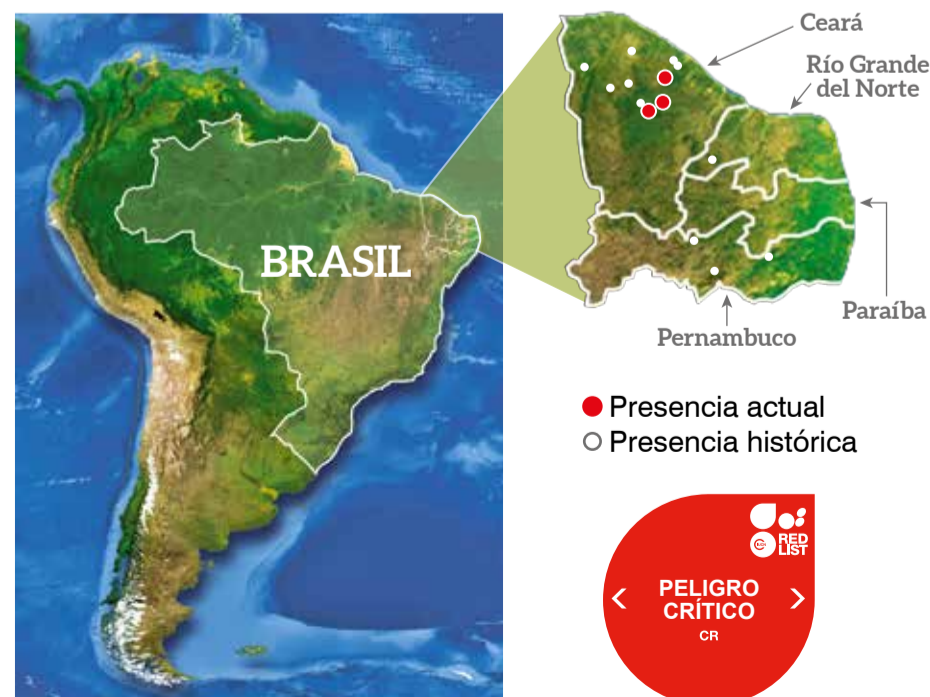 BRASIL
Ceará
Río Grande
del Norte
Paraíba
Pernambuco
Presencia actual
Presencia histórica
RED
LIST
PELIGRO
CRÍTICO
CR